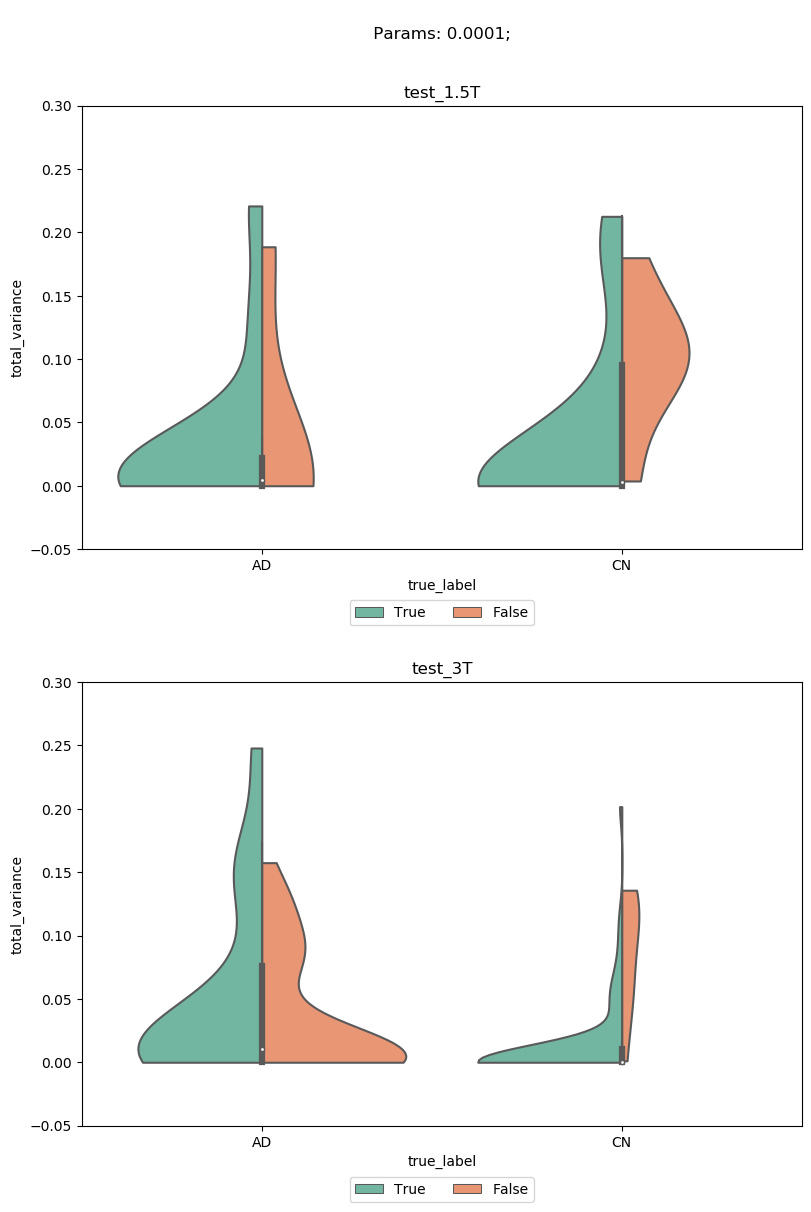 Params: 0.0001;
test_1.5T
0.30
0.25
0.20
0.15
0.10
0.05
0.00
−0.05
total_variance
AD CN
true_label
True False
test_3T
0.30
0.25
0.20
0.15
0.10
0.05
0.00
−0.05
total_variance
AD CN
true_label
True False